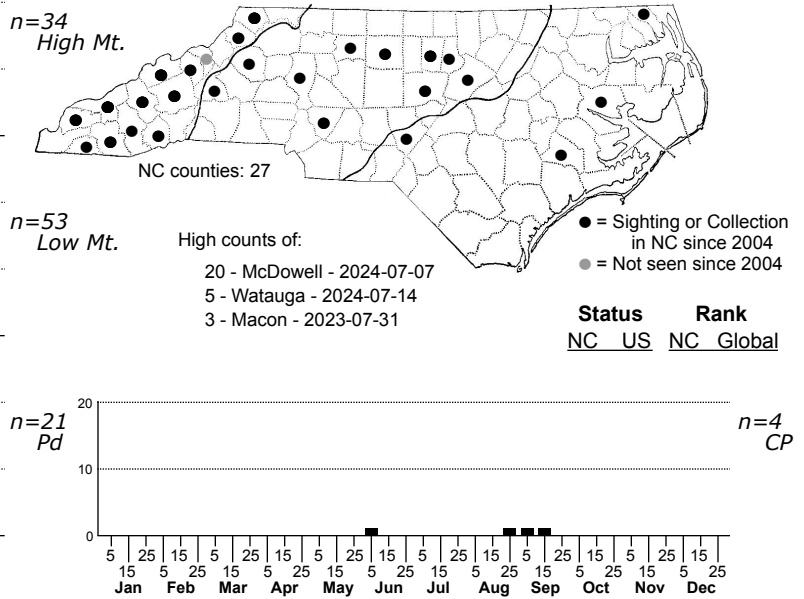 n=34
High Mt.
NC counties: 27
n=53
Low Mt.
High counts of:
20 - McDowell - 2024-07-07
5 - Watauga - 2024-07-14
3 - Macon - 2023-07-31
= Sighting or Collection
in NC since 2004
= Not seen since 2004
Status Rank
NC US NC Global
n=21
Pd
n=4
CP
20
10
0
5 25 15 5 25 15 5 25 15 5 25 15 5 25 15 5 25 15
15 5 25 15 5 25 15 5 25 15 5 25 15 5 25 15 5 25
Jan Feb Mar Apr May Jun Jul Aug Sep Oct Nov Dec